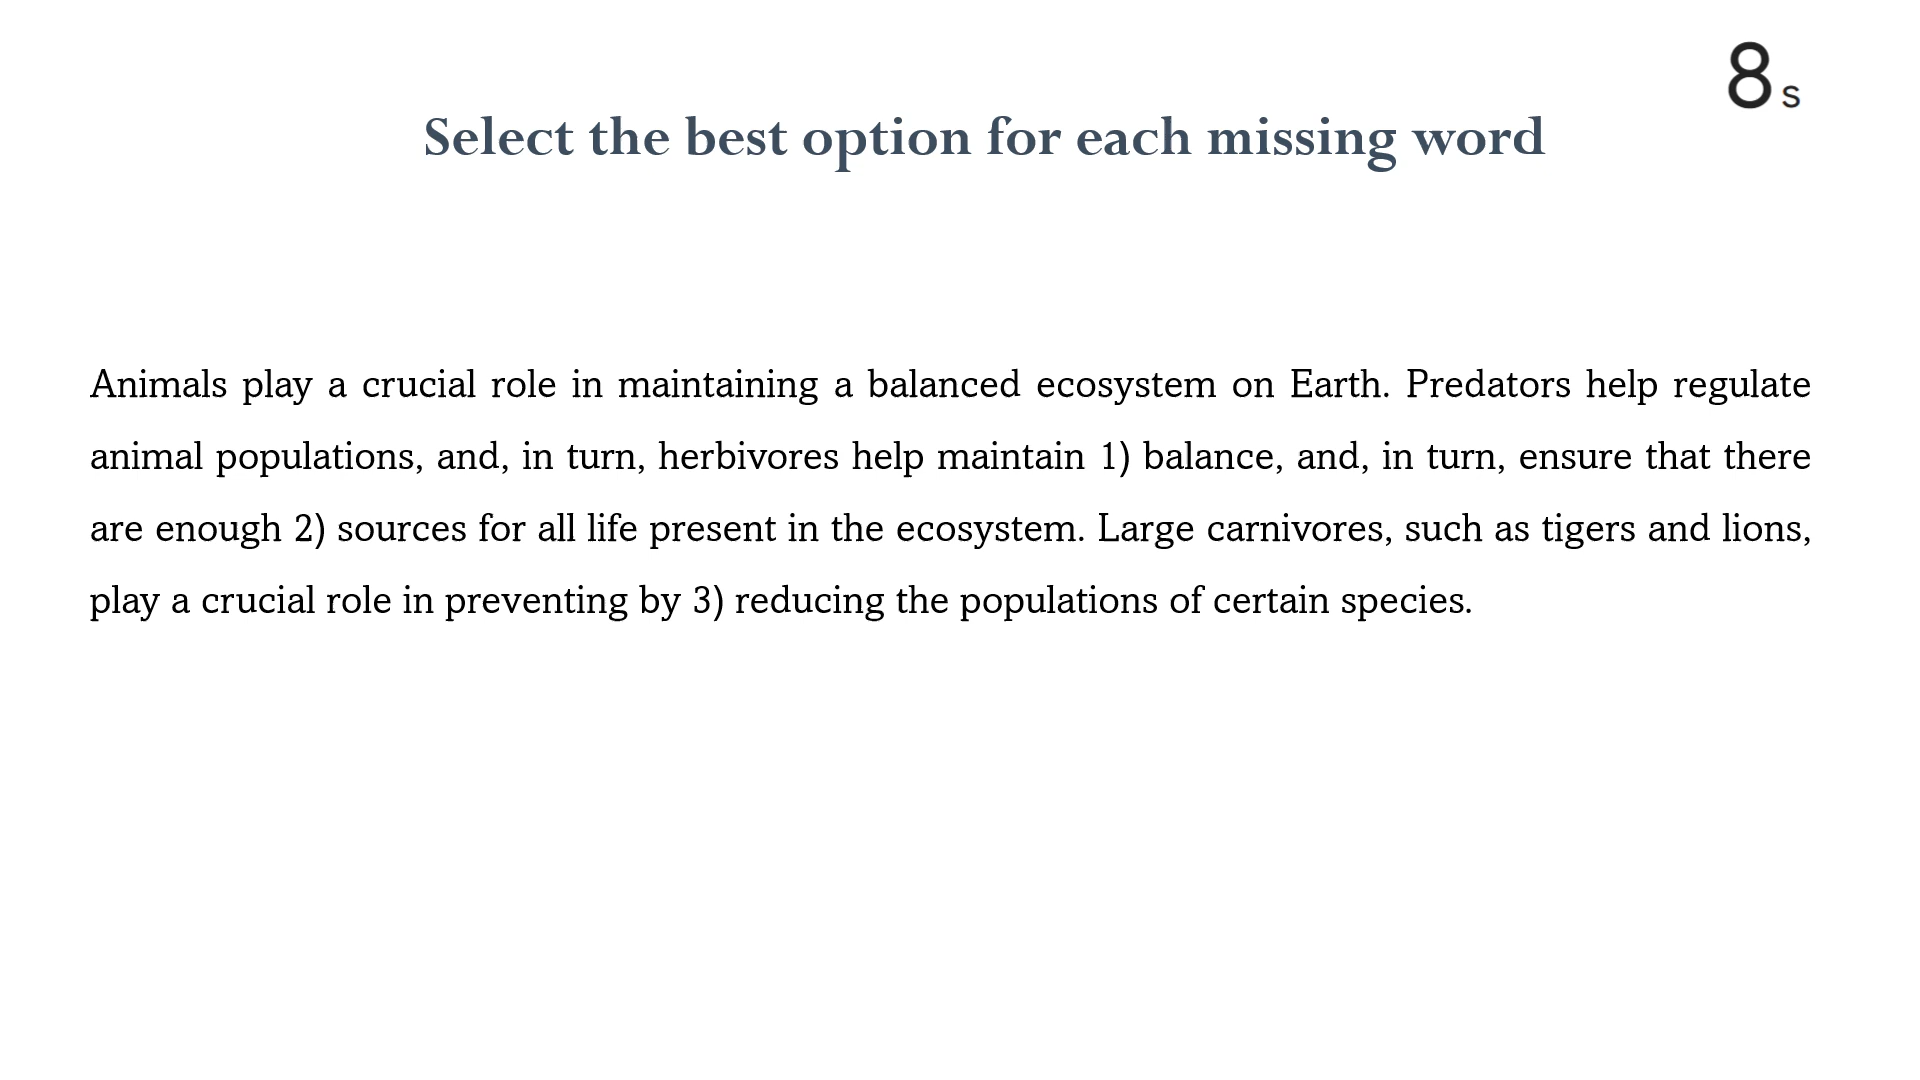 8 s
Select the best option for each missing word
Animals play a crucial role in maintaining a balanced ecosystem on Earth. Predators help regulate
animal populations, and, in turn, herbivores help maintain 1) balance, and, in turn, ensure that there
are enough 2) sources for all life present in the ecosystem. Large carnivores, such as tigers and lions,
play a crucial role in preventing by 3) reducing the populations of certain species.